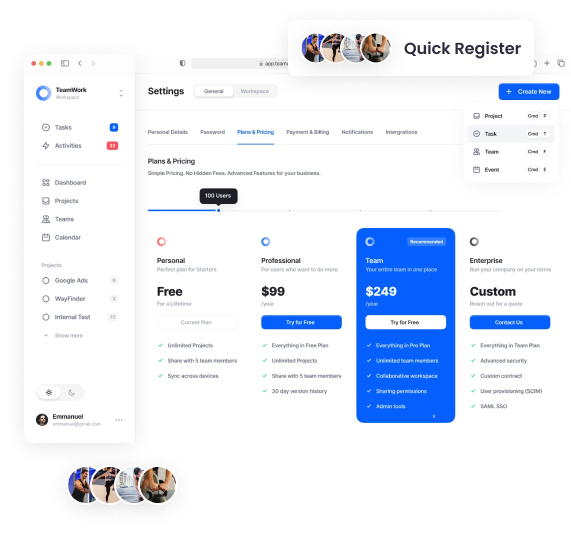 Quick Register
app.teamw
TeamWork
Workspace
Settings
General
Workspace
+ Create New
Project Cmd P
Task Cmd T
Team Cmd F
Event Cmd E
Tasks
Activities
Dashboard
Projects
Teams
Calendar
Projects
Google Ads
WayFinder
Internal Test
Show more
Emmanuel
emmanuel@gmail.com
Personal Details
Password
Plans & Pricing
Payment & Billing
Notifications
Intergrations
Plans & Pricing
Simple Pricing. No Hidden Fees. Advanced Features for your business.
100 Users
Personal
Perfect plan for Starters
Free
For a Lifetime
Current Plan
Unlimited Projects
Share with 5 team members
Sync across devices
Professional
For users who want to do more.
$99
/year
Try for Free
Everything in Free Plan
Unlimited Projects
Share with 5 team members
30 day version history
Recommended
Team
Your entire team in one place
$249
/year
Try for Free
Everything in Pro Plan
Unlimited team members
Collaborative workspace
Sharing permissions
Admin tools
Enterprise
Run your company on your terms
Custom
Reach out for a quote
Contact Us
Everything in Team Plan
Advanced security
Custom contract
User provisioning (SCIM)
SAML SSO